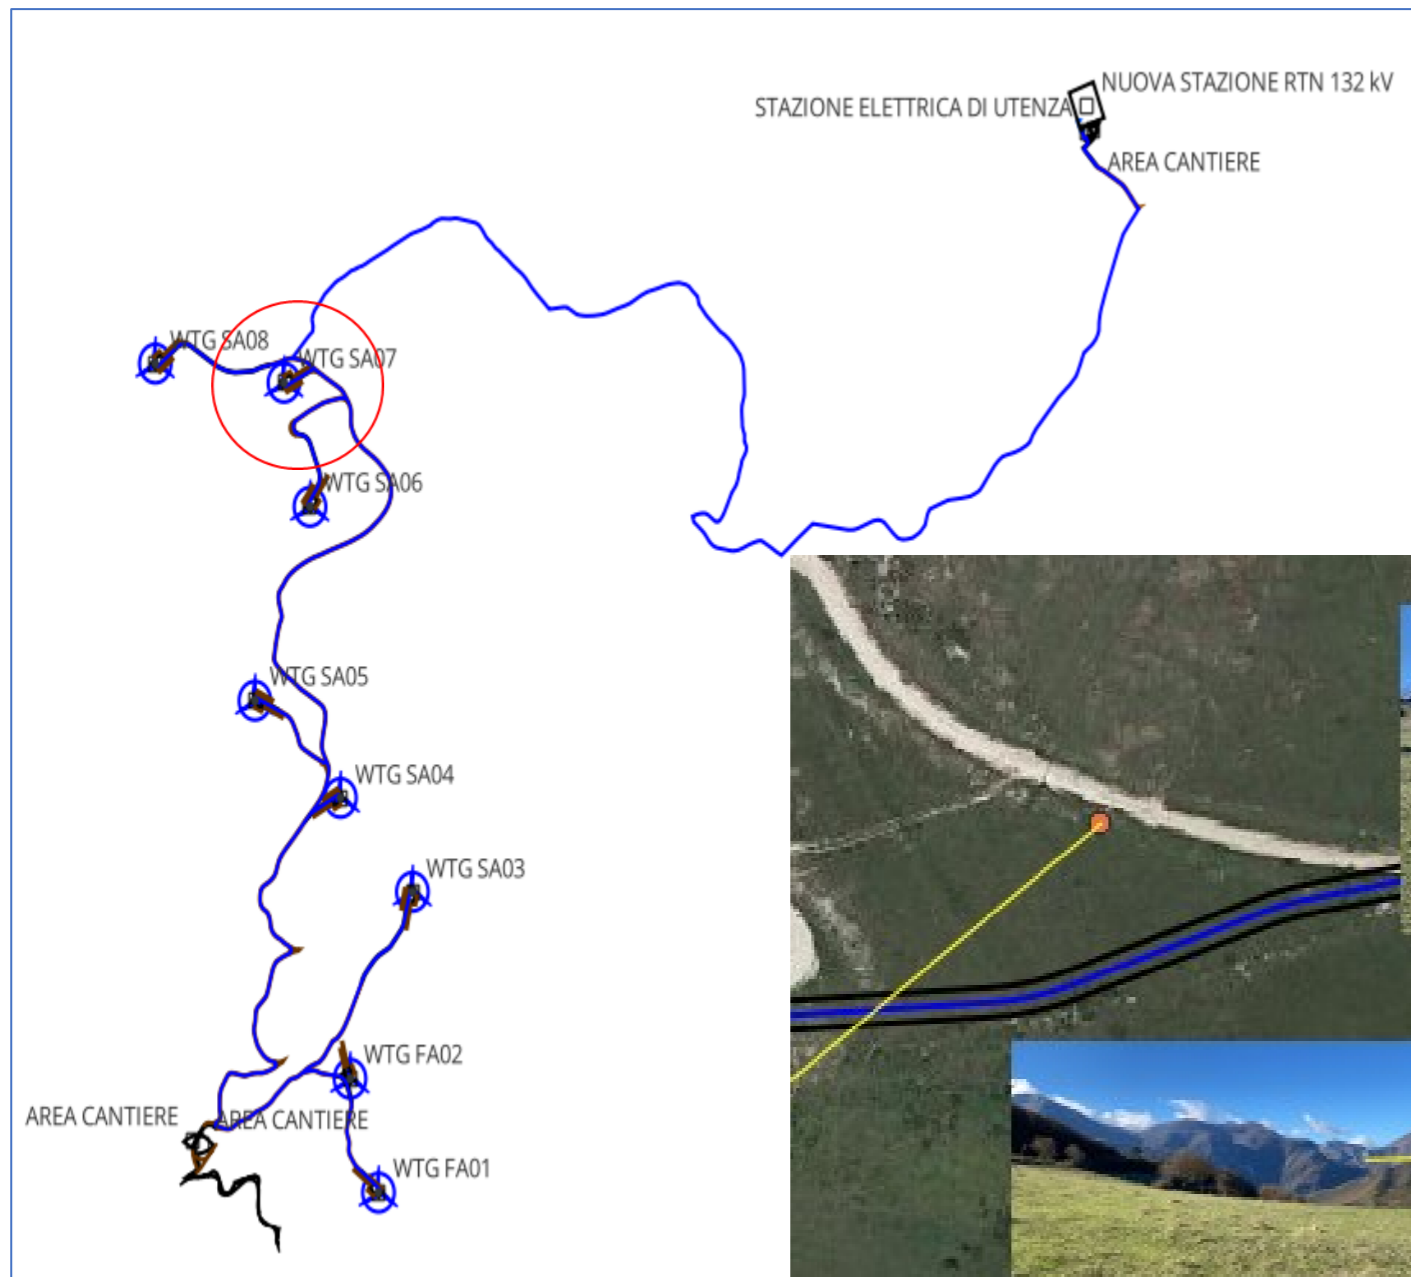 NUOVA STAZIONE RTN 132 kV
STAZIONE ELETTRICA DI UTENZA
AREA CANTIERE
WTG SA08
WTG SA07
WTG SA06
WTG SA05
WTG SA04
WTG SA03
WTG FA02
AREA CANTIERE
AREA CANTIERE
WTG FA01